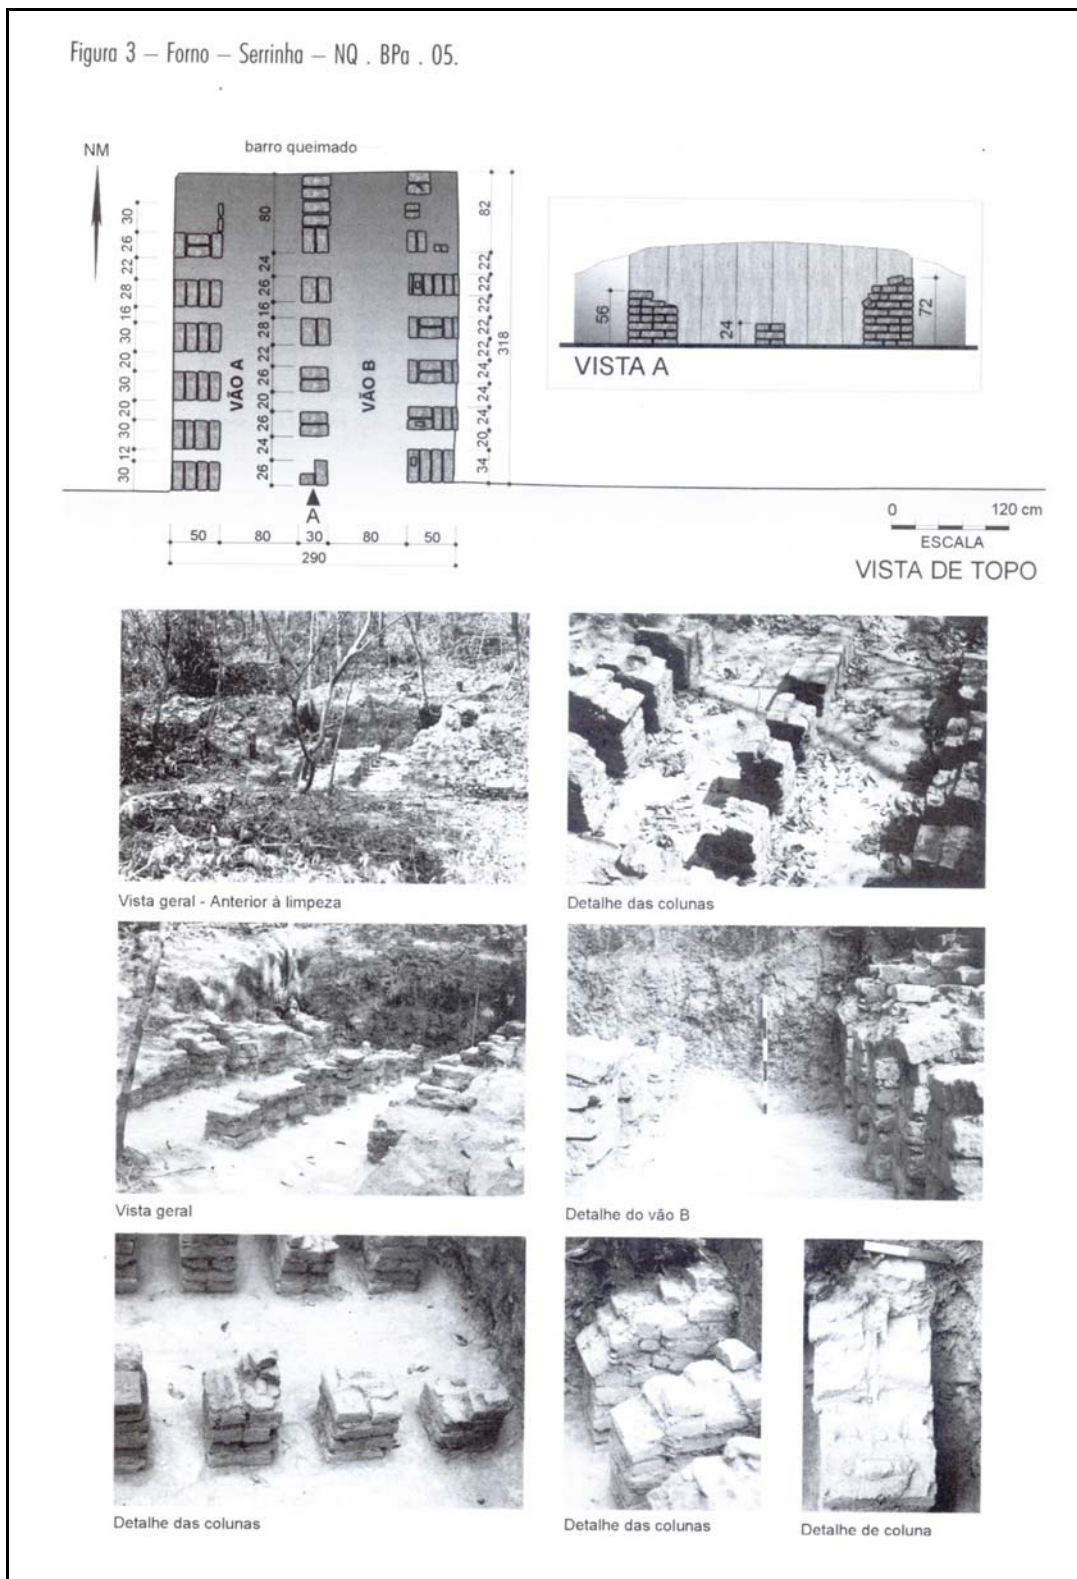 Figura 3 – Forno – Serrinha – NQ . BPa . 05.
NM
barro queimado
30
26
22
28
16
30
20
30
20
30
12
30
VÃO A
80
24
26
16
28
22
26
20
26
24
26
VÃO B
82
22
22
22
22
22
22
24
24
24
20
34
318
A
50
80
30
80
50
290
56
24
72
VISTA A
0
120 cm
ESCALA
VISTA DE TOPO
Vista geral - Anterior à limpeza
Detalhe das colunas
Vista geral
Detalhe do vão B
Detalhe das colunas
Detalhe das colunas
Detalhe de coluna